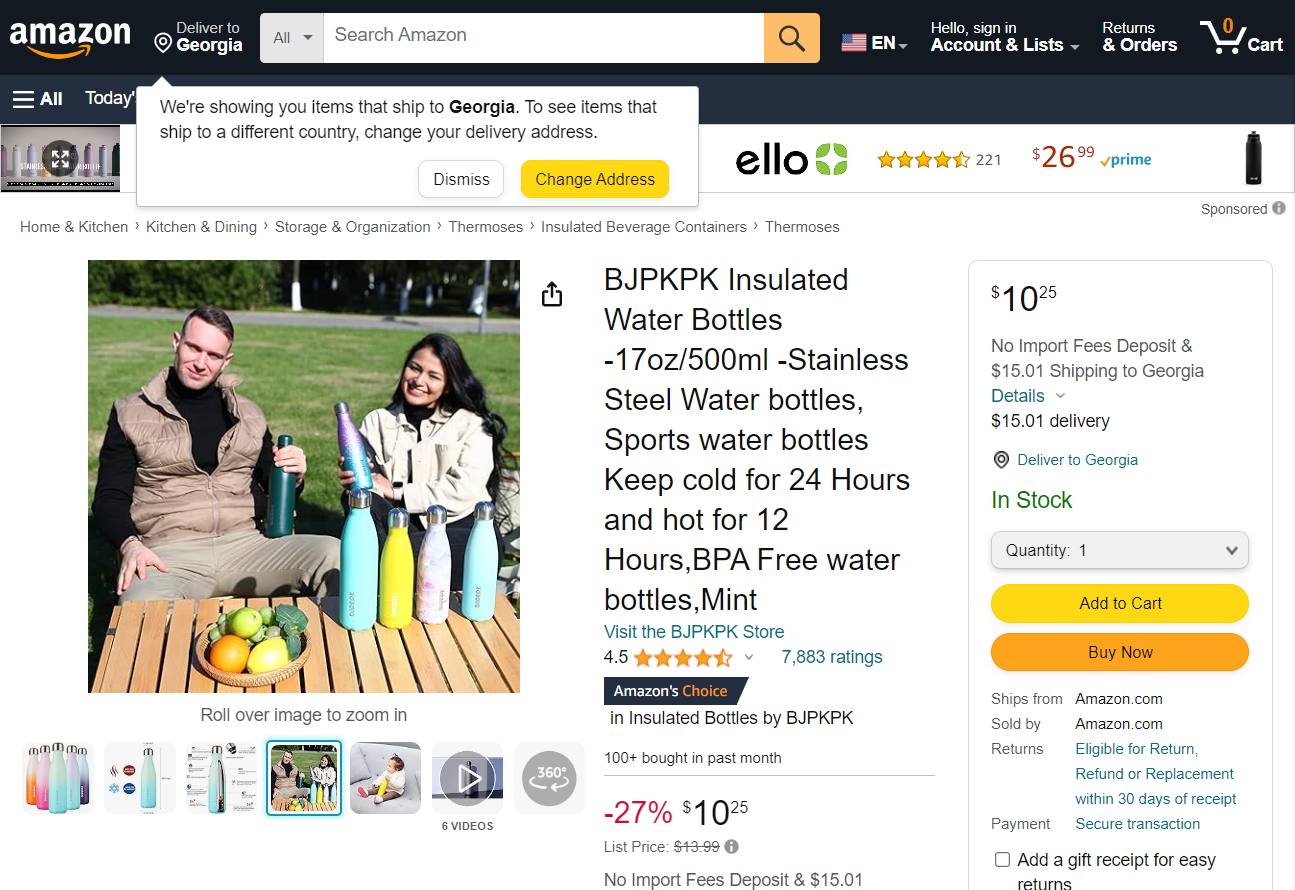 amazon
Deliver to
Georgia
All
Search Amazon
EN
Hello, sign in
Account & Lists
Returns
& Orders
0
Cart
All
Today'
We're showing you items that ship to Georgia. To see items that
ship to a different country, change your delivery address.
Dismiss
Change Address
ello
221
$26 99
prime
Sponsored
Home & Kitchen › Kitchen & Dining › Storage & Organization › Thermoses › Insulated Beverage Containers › Thermoses
BJPKPK Insulated
Water Bottles
-17oz/500ml -Stainless
Steel Water bottles,
Sports water bottles
Keep cold for 24 Hours
and hot for 12
Hours,BPA Free water
bottles,Mint
Visit the BJPKPK Store
4.5
7,883 ratings
Amazon's Choice
in Insulated Bottles by BJPKPK
100+ bought in past month
-27% $10 25
List Price: $13.99
No Import Fees Deposit & $15.01
Roll over image to zoom in
360°
6 VIDEOS
$10 25
No Import Fees Deposit &
$15.01 Shipping to Georgia
Details
$15.01 delivery
Deliver to Georgia
In Stock
Quantity: 1
Add to Cart
Buy Now
Ships from Amazon.com
Sold by Amazon.com
Returns Eligible for Return,
Refund or Replacement
within 30 days of receipt
Payment Secure transaction
Add a gift receipt for easy
returns